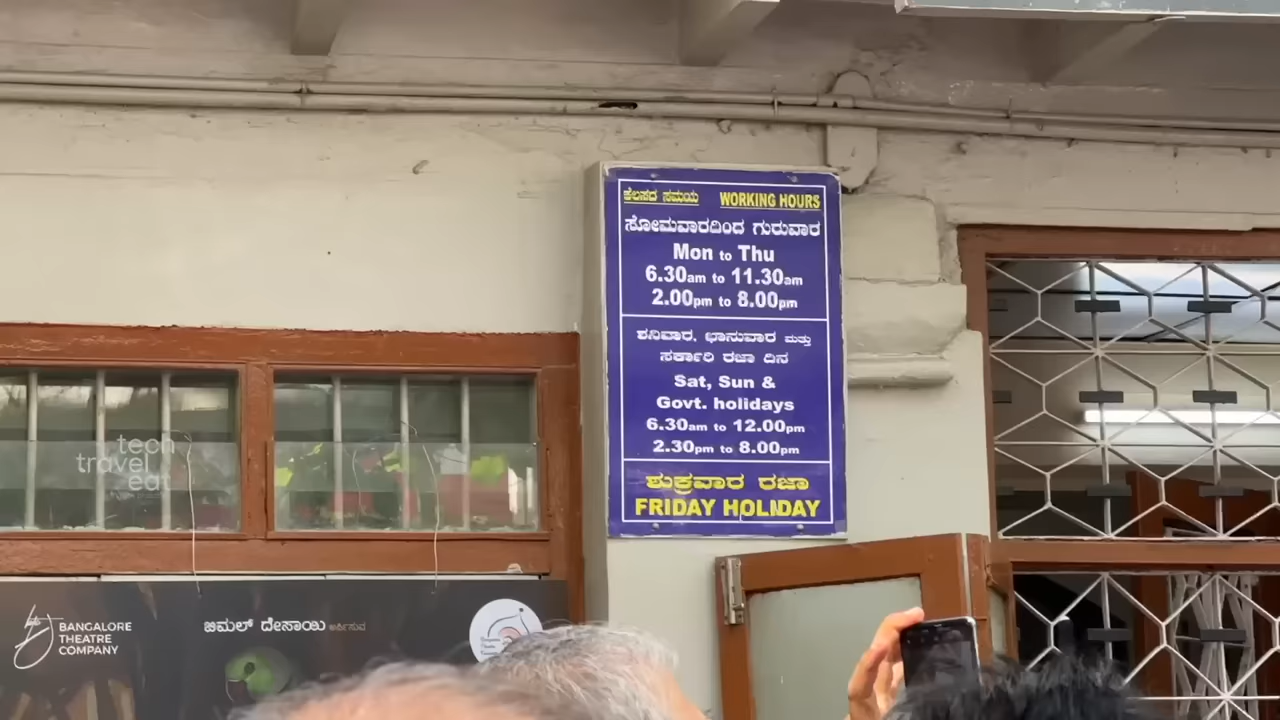 ಕೆಲಸದ ಸಮಯ WORKING HOURS
ಸೋಮವಾರದಿಂದ ಗುರುವಾರ
Mon to Thu
6.30am to 11.30am
2.00pm to 8.00pm
ಶನಿವಾರ, ಭಾನುವಾರ ಮತ್ತು
ಸರ್ಕಾರಿ ರಜಾ ದಿನ
Sat, Sun &
Govt. holidays
6.30am to 12.00pm
2.30pm to 8.00pm
ಶುಕ್ರವಾರ ರಜಾ
FRIDAY HOLIDAY
tech
travel
eat
BANGALORE
THEATRE
COMPANY
ಬಿಮಲ್ ದೇಸಾಯಿ ಅರ್ಪಿಸುವ